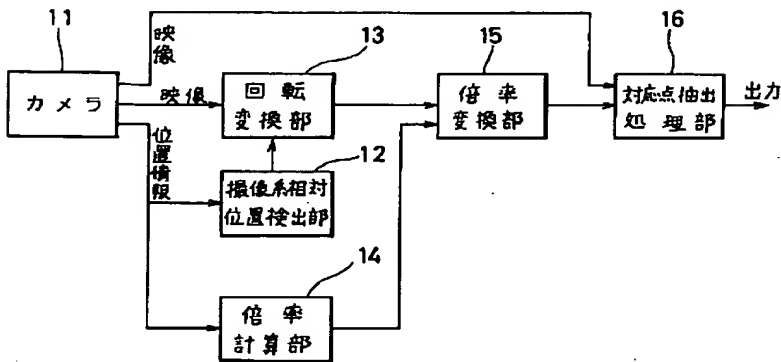 11
カメラ
映像
映像
位置情報
13
回転
変換部
12
撮像系相対
位置検出部
14
倍率
計算部
15
倍率
変換部
16
対応点抽出
処理部
出力